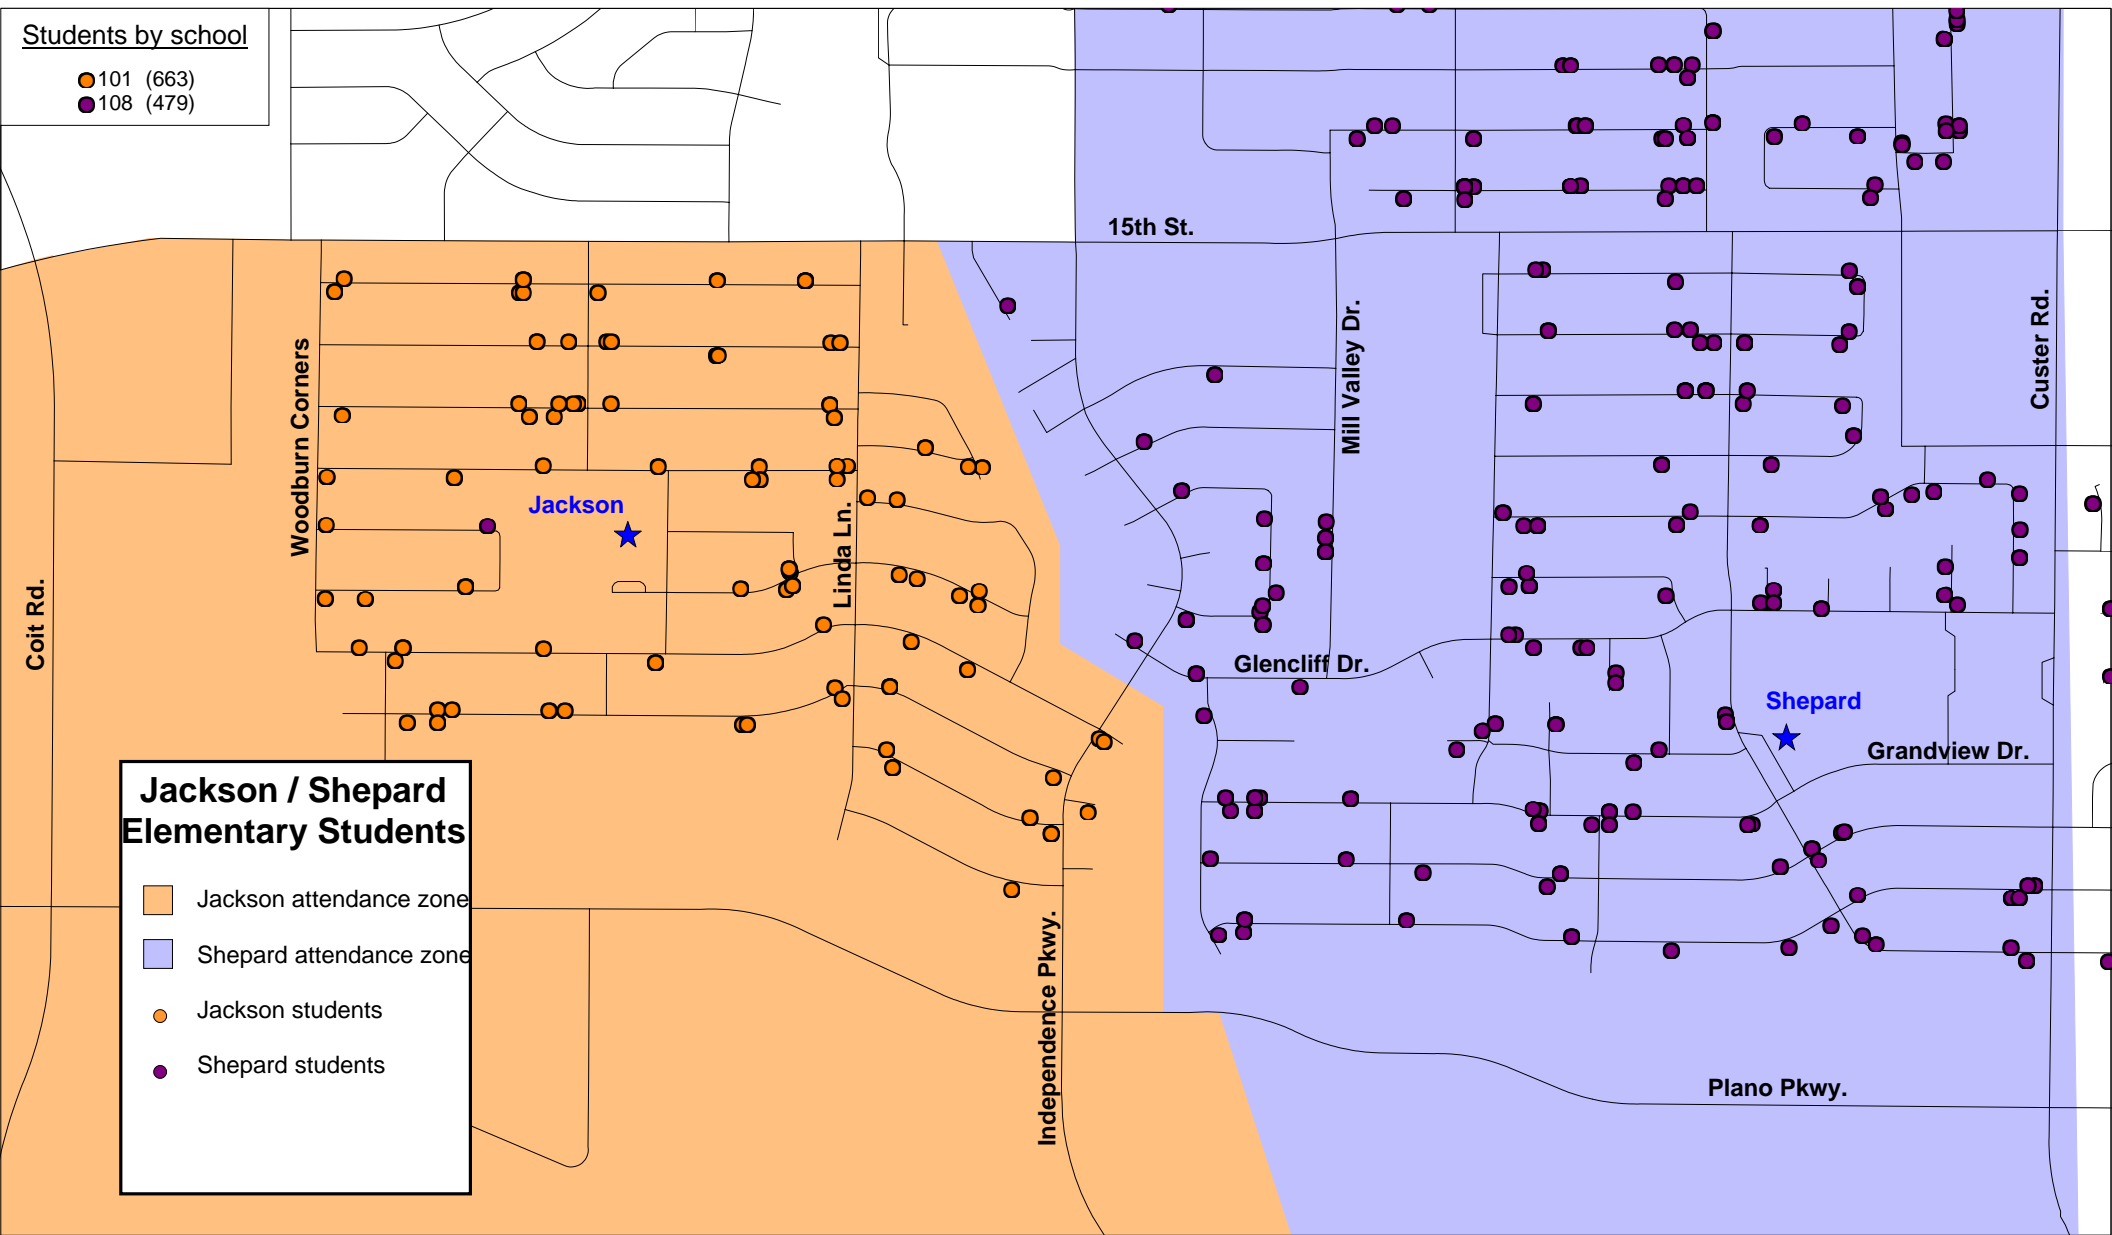 Students by school
101 (663)
108 (479)
15th St.
Woodburn Corners
Mill Valley Dr.
Custer Rd.
Jackson
Linda Ln.
Coit Rd.
Glencliff Dr.
Shepard
Grandview Dr.
Jackson / Shepard
Elementary Students
Jackson attendance zone
Shepard attendance zone
Jackson students
Shepard students
Independence Pkwy.
Plano Pkwy.